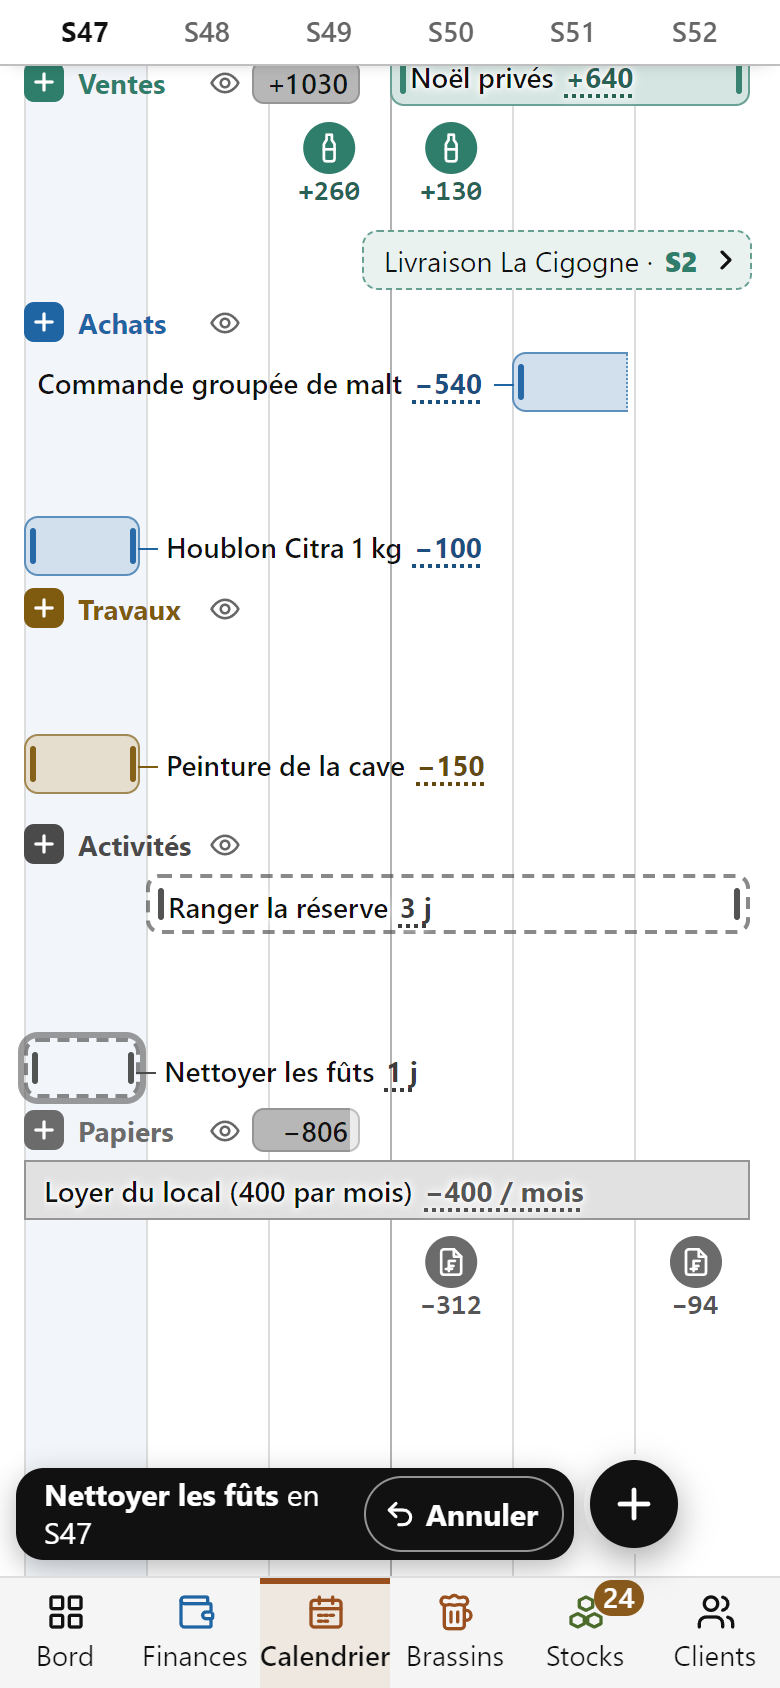 S47 S48 S49 S50 S51 S52
Ventes +1030 Noël privés +640
+260 +130
Livraison La Cigogne · S2
Achats
Commande groupée de malt −540
Houblon Citra 1 kg −100
Travaux
Peinture de la cave −150
Activités
Ranger la réserve 3 j
Nettoyer les fûts 1 j
Papiers −806
Loyer du local (400 par mois) −400 / mois
−312 −94
Nettoyer les fûts en
S47
Annuler
24
Bord Finances Calendrier Brassins Stocks Clients